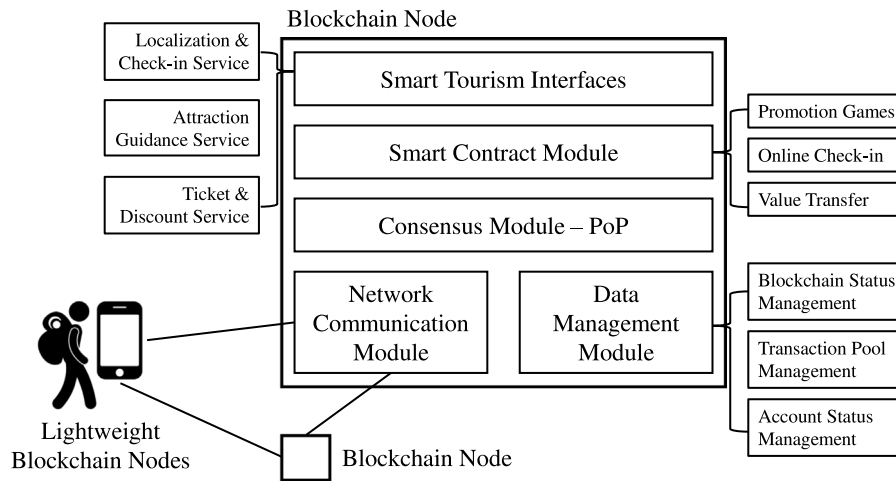 Blockchain Node
Localization &
Check-in Service
Attraction
Guidance Service
Ticket &
Discount Service
Smart Tourism Interfaces
Smart Contract Module
Consensus Module – PoP
Network
Communication
Module
Data
Management
Module
Promotion Games
Online Check-in
Value Transfer
Blockchain Status
Management
Transaction Pool
Management
Account Status
Management
Lightweight
Blockchain Nodes
Blockchain Node